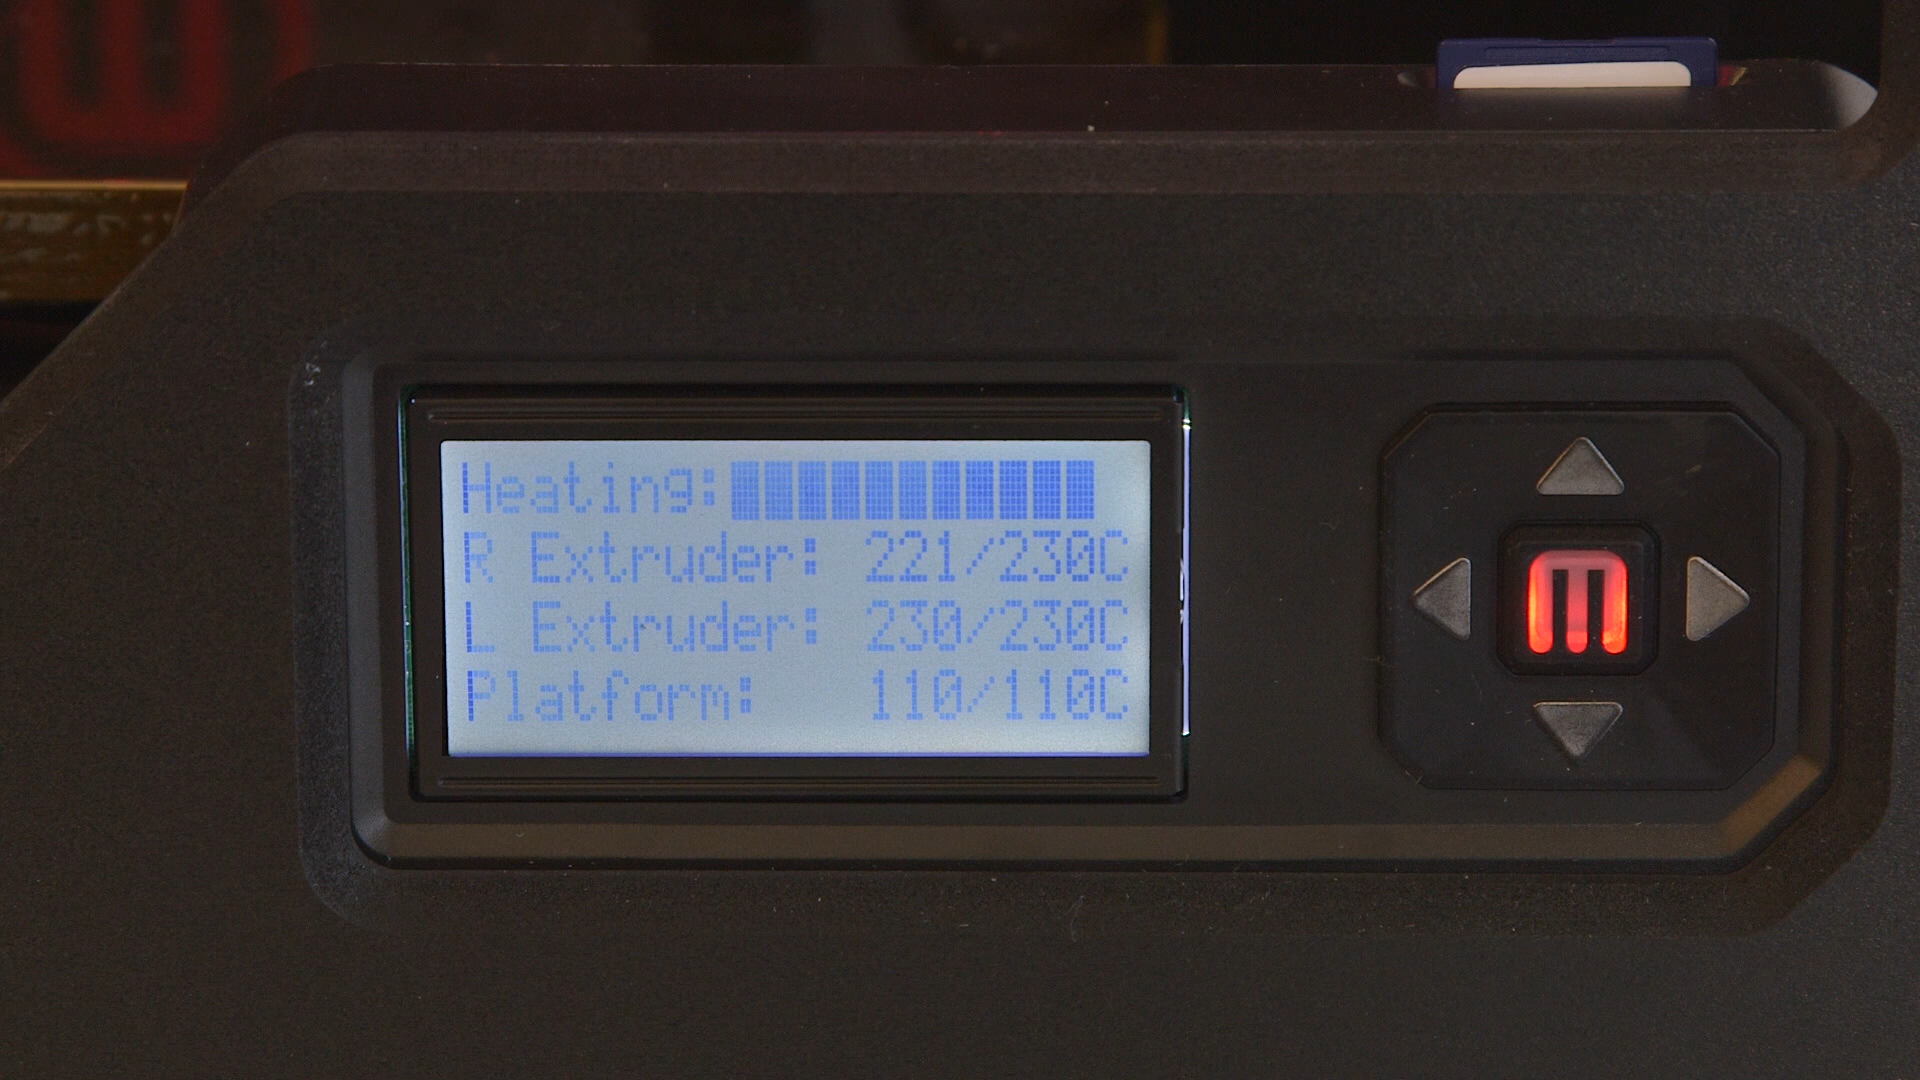 Heating:
R Extruder: 221/230C
L Extruder: 230/230C
Platform: 110/110C
M